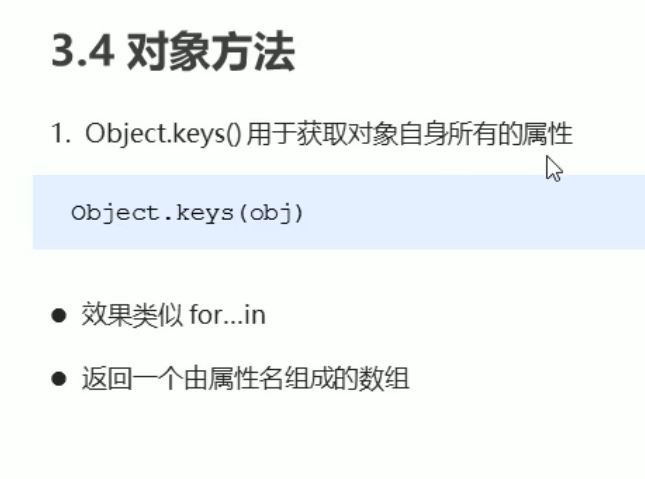 3.4 对象方法
1. Object.keys() 用于获取对象自身所有的属性
Object.keys(obj)
● 效果类似 for...in
● 返回一个由属性名组成的数组